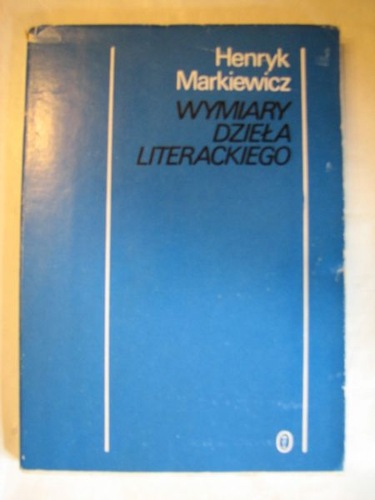 Henryk
Markiewicz
WYMIARY
DZIEŁA
LITERACKIEGO